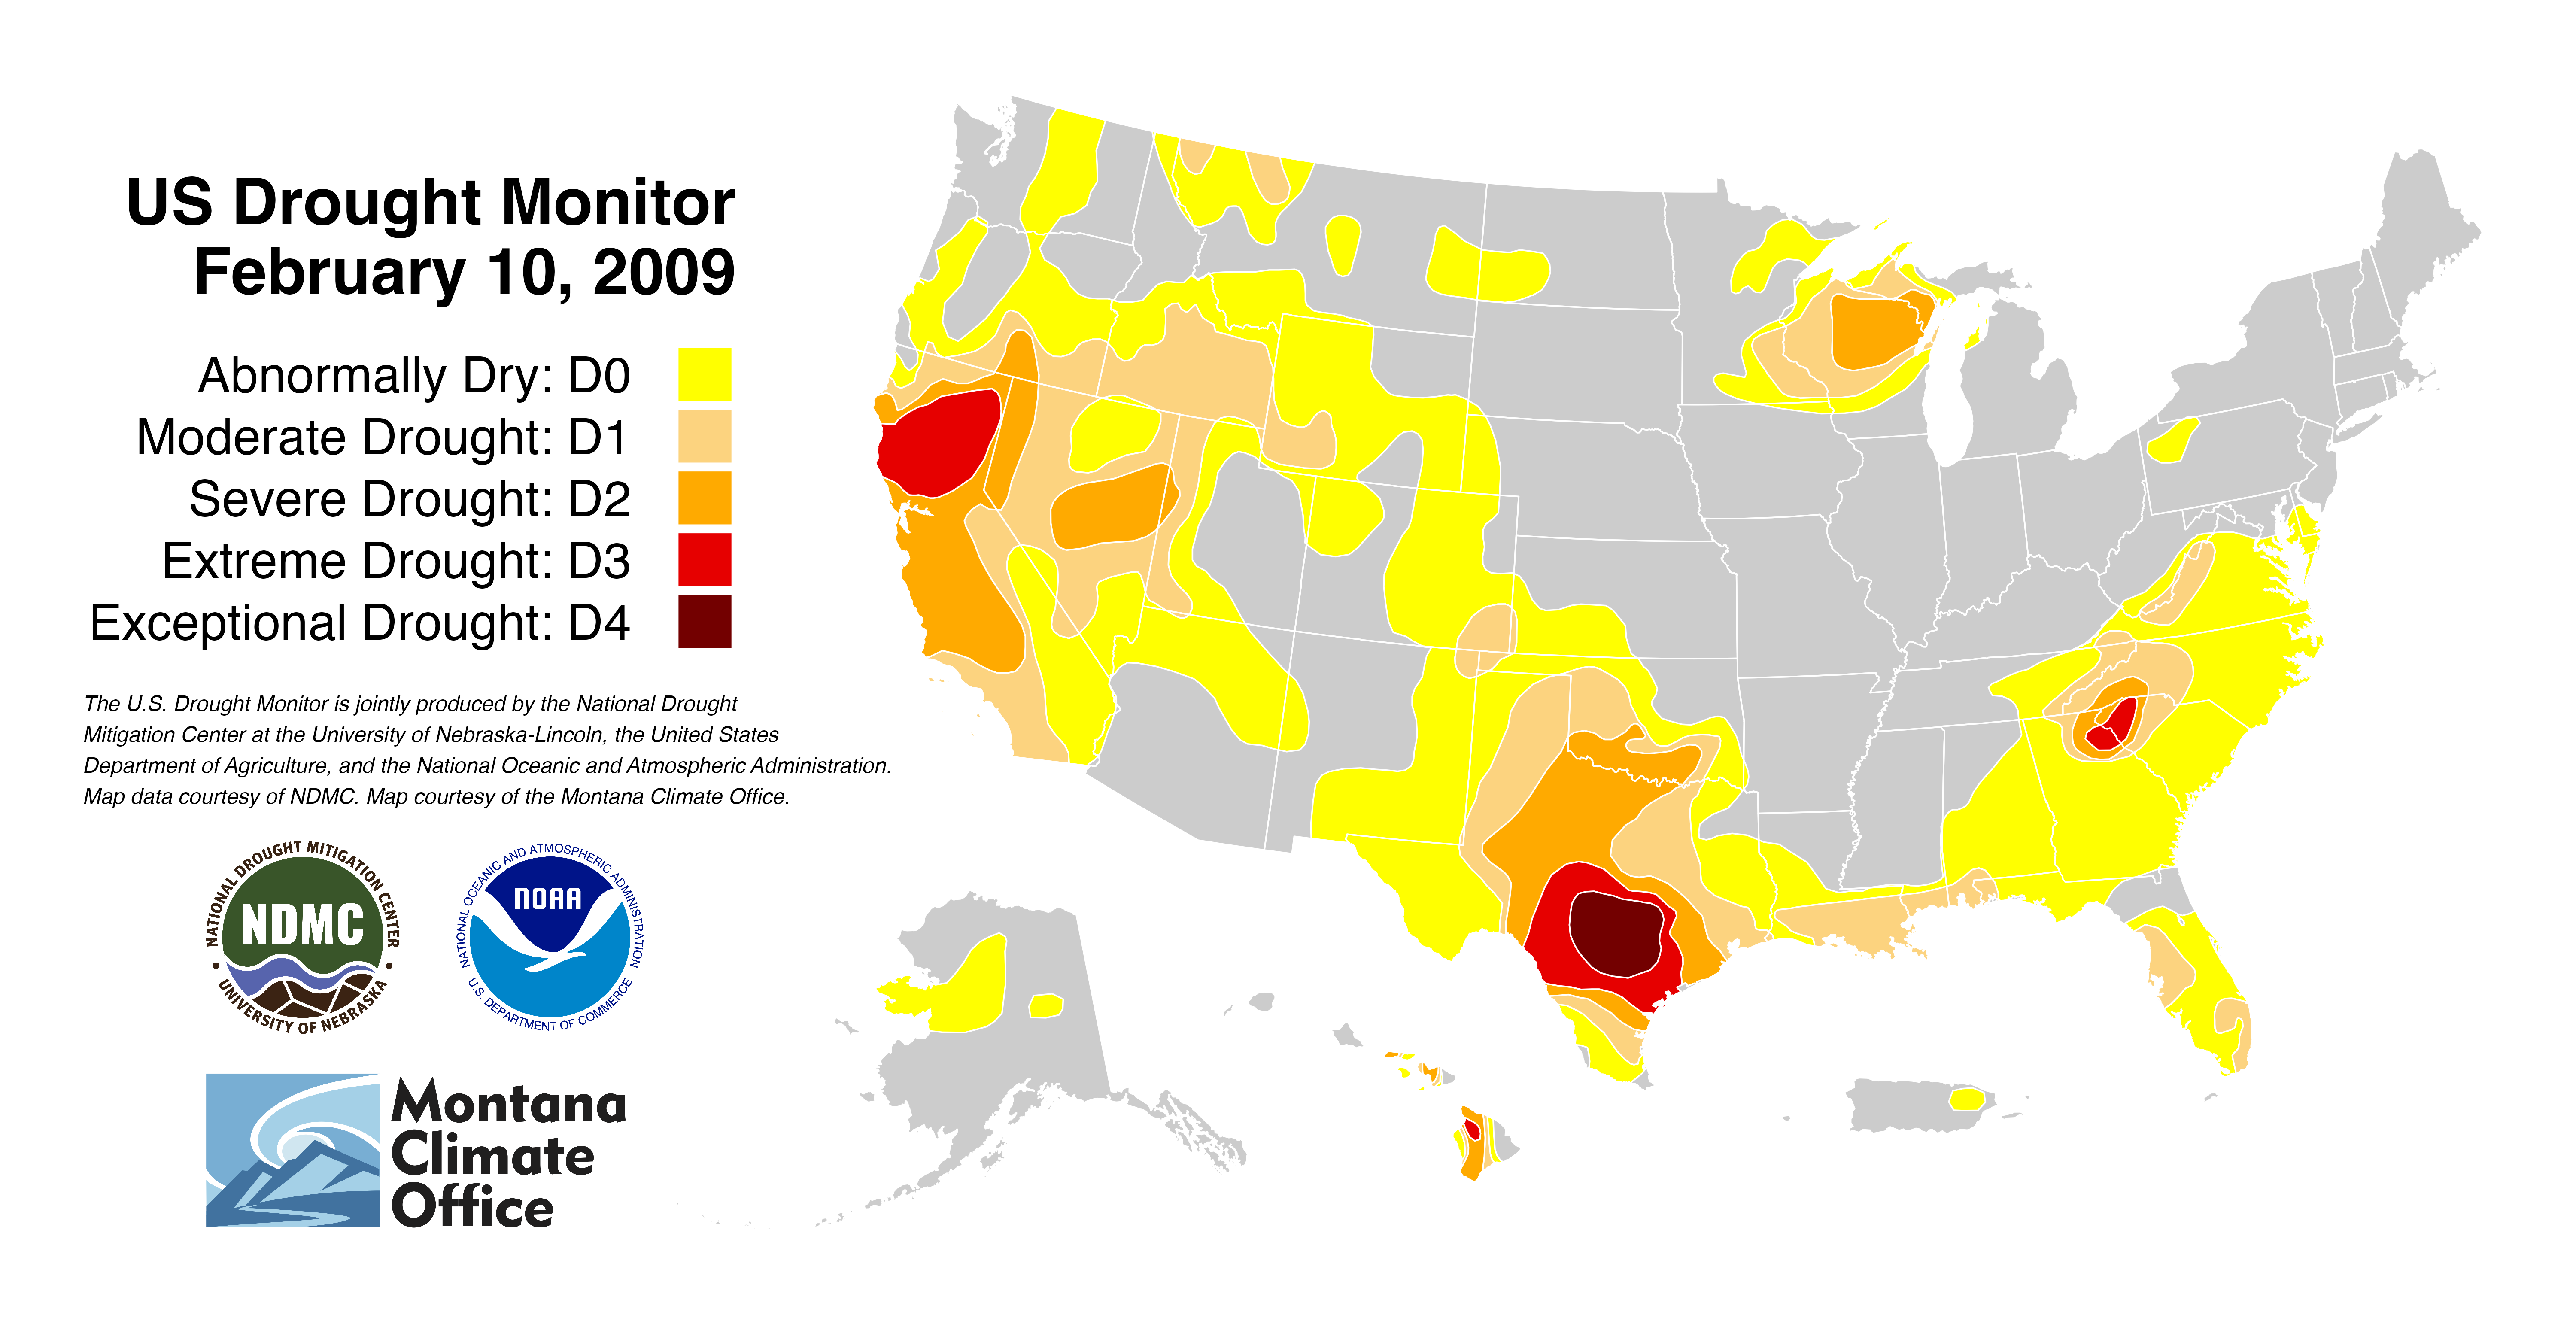 US Drought Monitor
February 10, 2009
Abnormally Dry: D0
Moderate Drought: D1
Severe Drought: D2
Extreme Drought: D3
Exceptional Drought: D4
The U.S. Drought Monitor is jointly produced by the National Drought
Mitigation Center at the University of Nebraska-Lincoln, the United States
Department of Agriculture, and the National Oceanic and Atmospheric Administration.
Map data courtesy of NDMC. Map courtesy of the Montana Climate Office.
NATIONAL DROUGHT MITIGATION CENTER
NDMC
• UNIVERSITY OF NEBRASKA •
NATIONAL OCEANIC AND ATMOSPHERIC ADMINISTRATION
NOAA
U.S. DEPARTMENT OF COMMERCE
Montana
Climate
Office